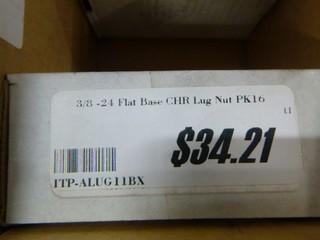 3/8 -24 Flat Base CHR Lug Nut PK16
$34.21
ITP-ALUG11BX